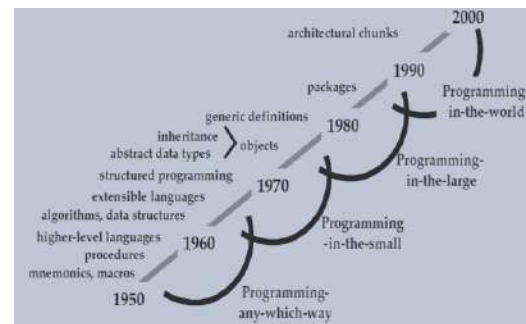 2000
architectural chunks
1990
packages
Programming
-in-the-world
generic definitions
1980
inheritance
abstract data types
objects
Programming-
in-the-large
structured programming
1970
extensible languages
algorithms, data structures
Programming
-in-the-small
higher-level languages
1960
procedures
mnemonics, macros
1950
Programming-
any-which-way